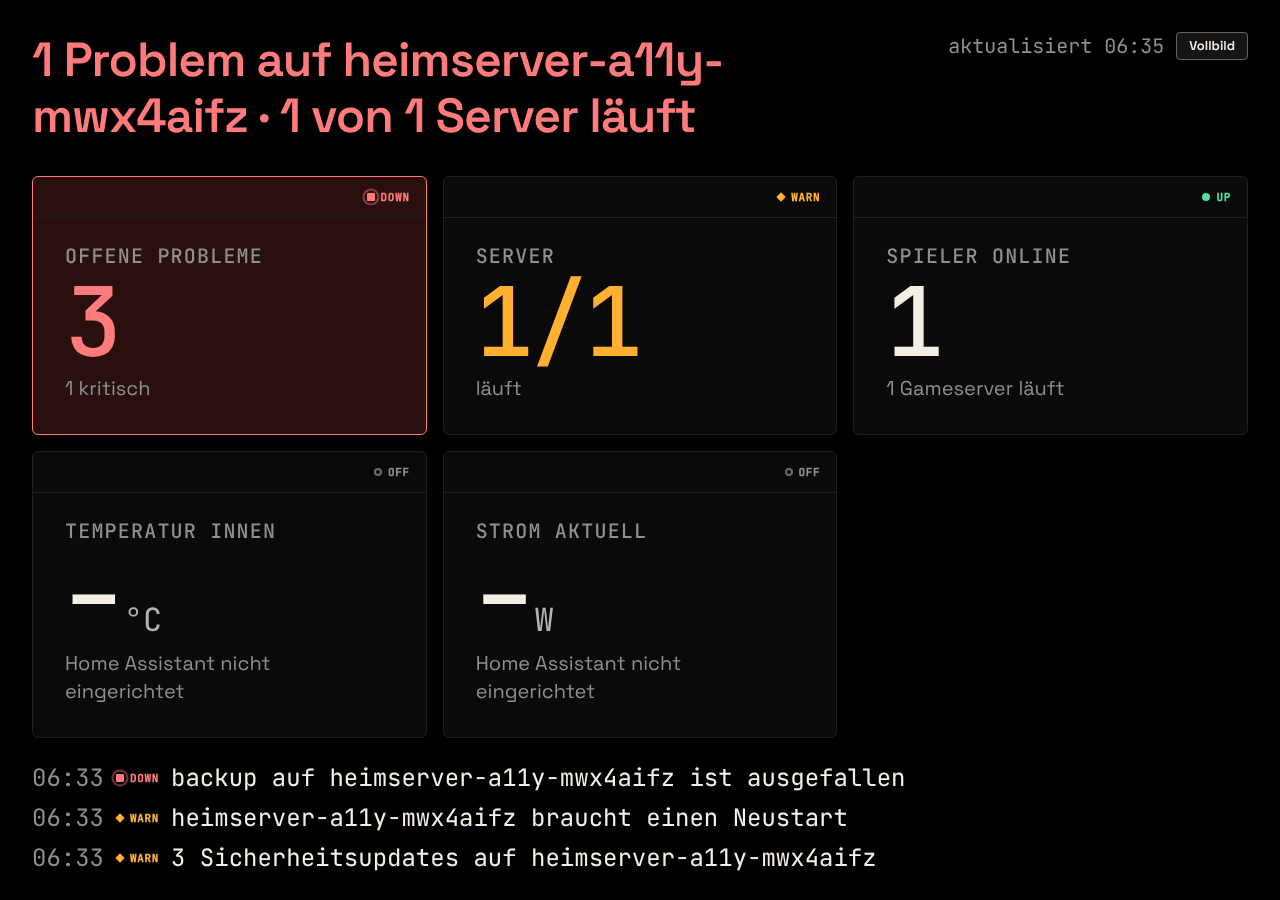 1 Problem auf heimserver-a11y-
mwx4aifz · 1 von 1 Server läuft
aktualisiert 06:35
Vollbild
DOWN
OFFENE PROBLEME
3
1 kritisch
WARN
SERVER
1/1
läuft
UP
SPIELER ONLINE
1
1 Gameserver läuft
OFF
TEMPERATUR INNEN
– °C
Home Assistant nicht
eingerichtet
OFF
STROM AKTUELL
– W
Home Assistant nicht
eingerichtet
06:33 DOWN backup auf heimserver-a11y-mwx4aifz ist ausgefallen
06:33 WARN heimserver-a11y-mwx4aifz braucht einen Neustart
06:33 WARN 3 Sicherheitsupdates auf heimserver-a11y-mwx4aifz